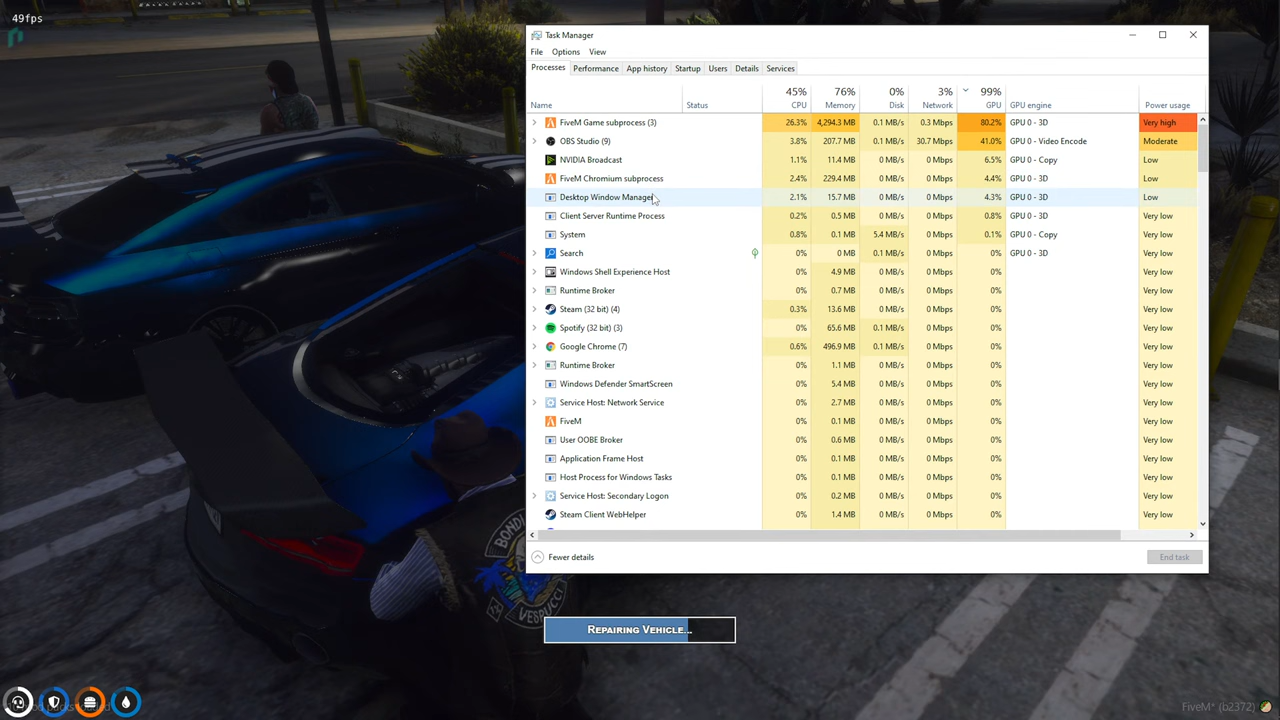 49fps
Task Manager
File Options View
Processes Performance App history Startup Users Details Services
45% 76% 0% 3% 99%
Name Status CPU Memory Disk Network GPU GPU engine Power usage
FiveM Game subprocess (3) 26.3% 4,294.3 MB 0.1 MB/s 0.3 Mbps 80.2% GPU 0 - 3D Very high
OBS Studio (9) 3.8% 207.7 MB 0.1 MB/s 30.7 Mbps 41.0% GPU 0 - Video Encode Moderate
NVIDIA Broadcast 1.1% 11.4 MB 0 MB/s 0 Mbps 6.5% GPU 0 - Copy Low
FiveM Chromium subprocess 2.4% 229.4 MB 0 MB/s 0 Mbps 4.4% GPU 0 - 3D Low
Desktop Window Manager 2.1% 15.7 MB 0 MB/s 0 Mbps 4.3% GPU 0 - 3D Low
Client Server Runtime Process 0.2% 0.5 MB 0 MB/s 0 Mbps 0.8% GPU 0 - 3D Very low
System 0.8% 0.1 MB 5.4 MB/s 0 Mbps 0.1% GPU 0 - Copy Very low
Search 0% 0 MB 0.1 MB/s 0 Mbps 0% GPU 0 - 3D Very low
Windows Shell Experience Host 0% 4.9 MB 0 MB/s 0 Mbps 0% Very low
Runtime Broker 0% 0.7 MB 0 MB/s 0 Mbps 0% Very low
Steam (32 bit) (4) 0.3% 13.6 MB 0 MB/s 0 Mbps 0% Very low
Spotify (32 bit) (3) 0% 65.6 MB 0.1 MB/s 0 Mbps 0% Very low
Google Chrome (7) 0.6% 496.9 MB 0.1 MB/s 0 Mbps 0% Very low
Runtime Broker 0% 1.1 MB 0 MB/s 0 Mbps 0% Very low
Windows Defender SmartScreen 0% 5.4 MB 0 MB/s 0 Mbps 0% Very low
Service Host: Network Service 0% 2.7 MB 0 MB/s 0 Mbps 0% Very low
FiveM 0% 0.1 MB 0 MB/s 0 Mbps 0% Very low
User OOBE Broker 0% 0.6 MB 0 MB/s 0 Mbps 0% Very low
Application Frame Host 0% 0.1 MB 0 MB/s 0 Mbps 0% Very low
Host Process for Windows Tasks 0% 0.1 MB 0 MB/s 0 Mbps 0% Very low
Service Host: Secondary Logon 0% 0.2 MB 0 MB/s 0 Mbps 0% Very low
Steam Client WebHelper 0% 1.4 MB 0 MB/s 0 Mbps 0% Very low
Fewer details End task
BONDI
VESPUCCI
REPAIRING VEHICLE...
FiveM* (b2372)